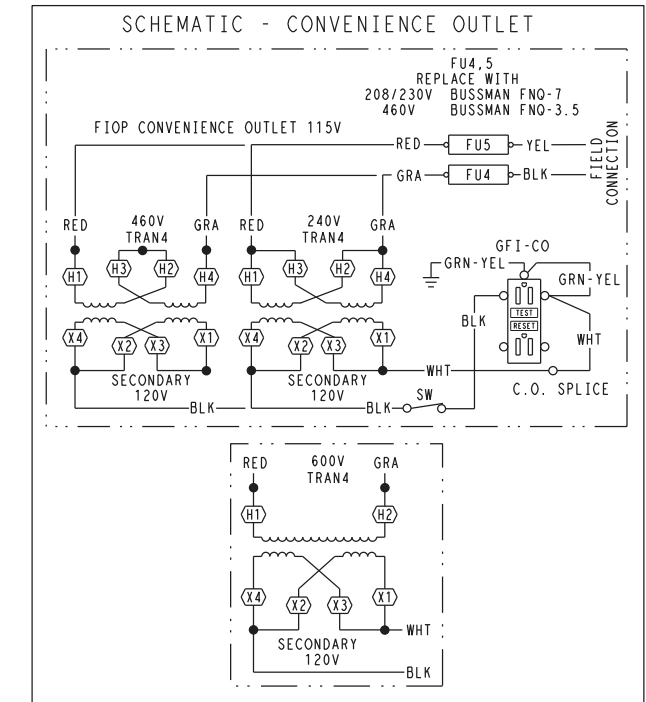 SCHEMATIC - CONVENIENCE OUTLET
FU4,5
REPLACE WITH
208/230V BUSSMAN FNQ-7
460V BUSSMAN FNQ-3.5
FIOP CONVENIENCE OUTLET 115V
RED FU5 YEL
GRA FU4 BLK
FIELD
CONNECTION
RED 460V GRA RED 240V GRA
TRAN4 TRAN4
H1 H3 H2 H4 H1 H3 H2 H4
GFI-CO
GRN-YEL
GRN-YEL
TEST
RESET
BLK
WHT
X4 X2 X3 X1 X4 X2 X3 X1
WHT
SECONDARY SECONDARY
120V 120V
C.O. SPLICE
BLK BLK SW
RED 600V GRA
TRAN4
H1 H2
X4 X2 X3 X1
WHT
SECONDARY
120V
BLK